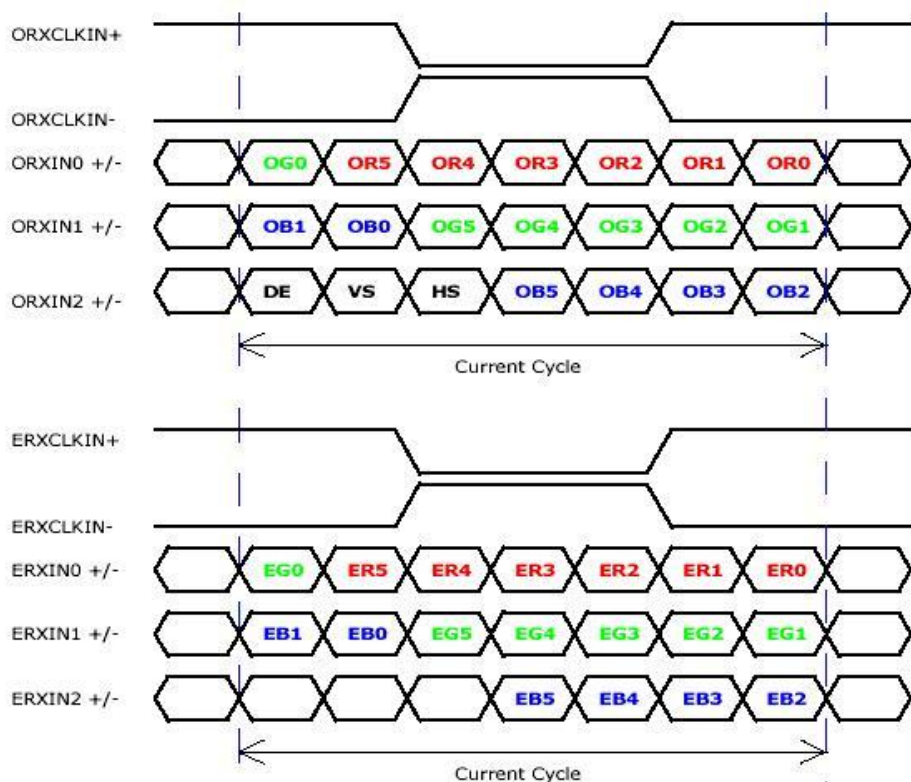 ORXCLKIN+
ORXCLKIN-
ORXIN0 +/- OG0 OR5 OR4 OR3 OR2 OR1 OR0
ORXIN1 +/- OB1 OB0 OG5 OG4 OG3 OG2 OG1
ORXIN2 +/- DE VS HS OB5 OB4 OB3 OB2
Current Cycle
ERXCLKIN+
ERXCLKIN-
ERXIN0 +/- EG0 ER5 ER4 ER3 ER2 ER1 ER0
ERXIN1 +/- EB1 EB0 EG5 EG4 EG3 EG2 EG1
ERXIN2 +/- EB5 EB4 EB3 EB2
Current Cycle